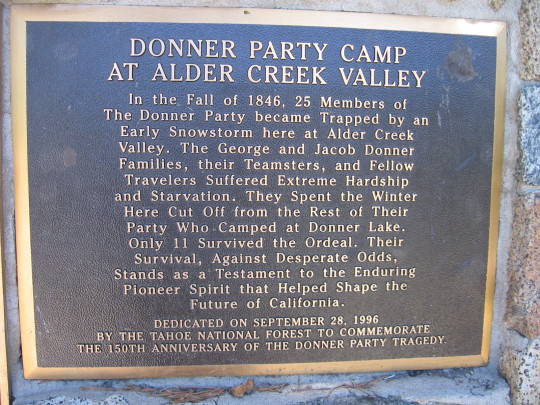 DONNER PARTY CAMP
AT ALDER CREEK VALLEY
In the Fall of 1846, 25 Members of
The Donner Party became Trapped by an
Early Snowstorm here at Alder Creek
Valley. The George and Jacob Donner
Families, their Teamsters, and Fellow
Travelers Suffered Extreme Hardship
and Starvation. They Spent the Winter
Here Cut Off from the Rest of Their
Party Who Camped at Donner Lake.
Only 11 Survived the Ordeal. Their
Survival, Against Desperate Odds,
Stands as a Testament to the Enduring
Pioneer Spirit that Helped Shape the
Future of California.
DEDICATED ON SEPTEMBER 28, 1996
BY THE TAHOE NATIONAL FOREST TO COMMEMORATE
THE 150TH ANNIVERSARY OF THE DONNER PARTY TRAGEDY.